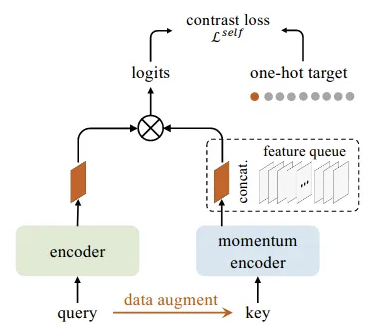 contrast loss
ℒ^{self}
logits
one-hot target
feature queue
concat.
...
encoder
momentum
encoder
query
data augment
key